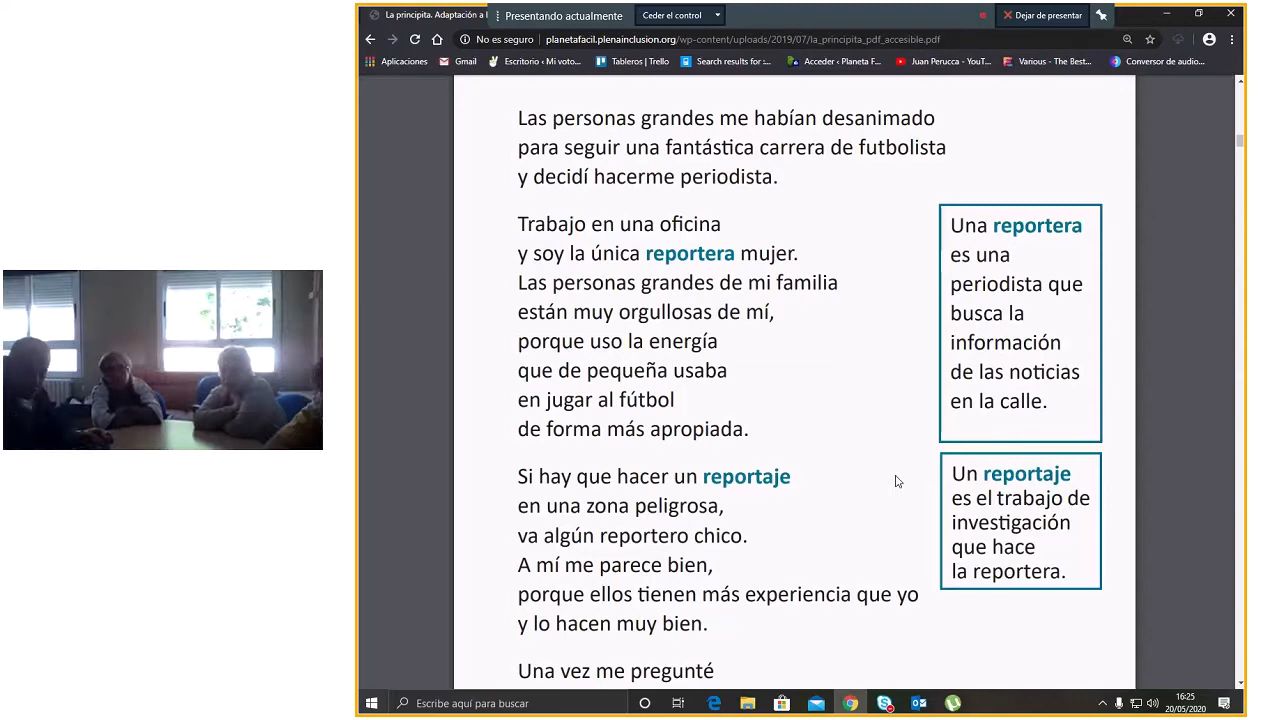 La principita. Adaptación a l
Presentando actualmente
Ceder el control
Dejar de presentar
No es seguro
planetafacil.plenainclusion.org/wp-content/uploads/2019/07/la_principita_pdf_accesible.pdf
Aplicaciones
Gmail
Escritorio ‹ Mi voto...
Tableros | Trello
Search results for:...
Acceder ‹ Planeta F...
Juan Perucca - YouT...
Various - The Best...
Conversor de audio...
Las personas grandes me habían desanimado
para seguir una fantástica carrera de futbolista
y decidí hacerme periodista.
Trabajo en una oficina
y soy la única reportera mujer.
Las personas grandes de mi familia
están muy orgullosas de mí,
porque uso la energía
que de pequeña usaba
en jugar al fútbol
de forma más apropiada.
Una reportera
es una
periodista que
busca la
información
de las noticias
en la calle.
Si hay que hacer un reportaje
en una zona peligrosa,
va algún reportero chico.
A mí me parece bien,
porque ellos tienen más experiencia que yo
y lo hacen muy bien.
Un reportaje
es el trabajo de
investigación
que hace
la reportera.
Una vez me pregunté
Escribe aquí para buscar
16:25
20/05/2020